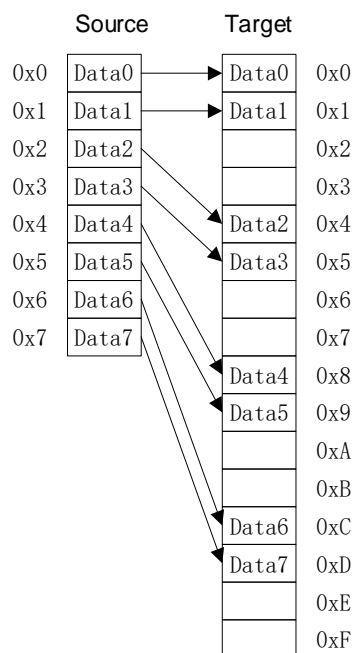 Source Target
0x0 Data0 Data0 0x0
0x1 Data1 Data1 0x1
0x2 Data2 0x2
0x3 Data3 0x3
0x4 Data4 Data2 0x4
0x5 Data5 Data3 0x5
0x6 Data6 0x6
0x7 Data7 0x7
Data4 0x8
Data5 0x9
0xA
0xB
Data6 0xC
Data7 0xD
0xE
0xF